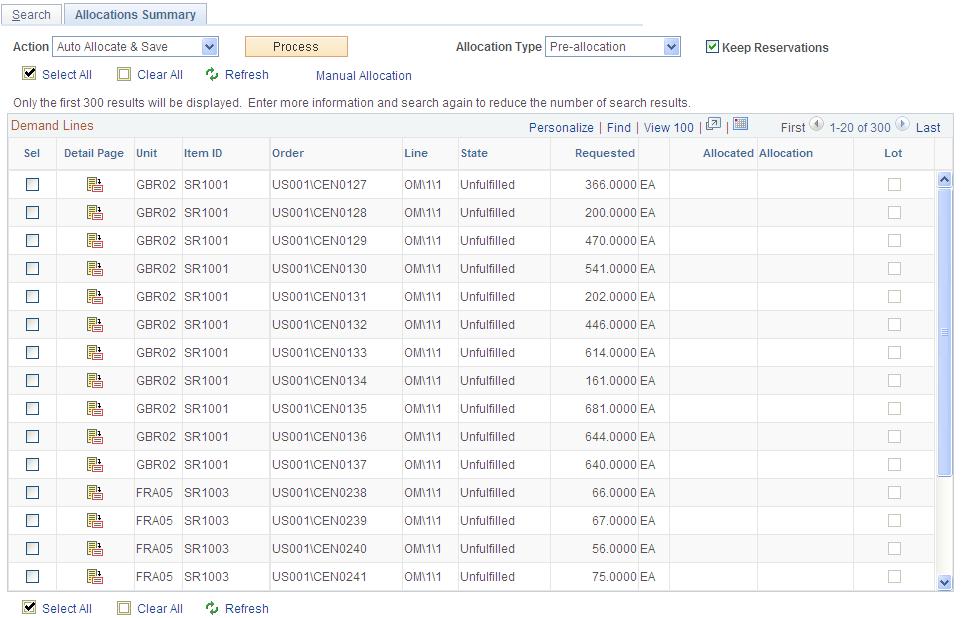 Search Allocations Summary
Action Auto Allocate & Save Process Allocation Type Pre-allocation Keep Reservations
Select All Clear All Refresh Manual Allocation
Only the first 300 results will be displayed. Enter more information and search again to reduce the number of search results.
Demand Lines Personalize | Find | View 100 | | First 1-20 of 300 Last
Sel Detail Page Unit Item ID Order Line State Requested Allocated Allocation Lot
GBR02 SR1001 US001\CEN0127 OM\1\1 Unfulfilled 366.0000 EA
GBR02 SR1001 US001\CEN0128 OM\1\1 Unfulfilled 200.0000 EA
GBR02 SR1001 US001\CEN0129 OM\1\1 Unfulfilled 470.0000 EA
GBR02 SR1001 US001\CEN0130 OM\1\1 Unfulfilled 541.0000 EA
GBR02 SR1001 US001\CEN0131 OM\1\1 Unfulfilled 202.0000 EA
GBR02 SR1001 US001\CEN0132 OM\1\1 Unfulfilled 446.0000 EA
GBR02 SR1001 US001\CEN0133 OM\1\1 Unfulfilled 614.0000 EA
GBR02 SR1001 US001\CEN0134 OM\1\1 Unfulfilled 161.0000 EA
GBR02 SR1001 US001\CEN0135 OM\1\1 Unfulfilled 681.0000 EA
GBR02 SR1001 US001\CEN0136 OM\1\1 Unfulfilled 644.0000 EA
GBR02 SR1001 US001\CEN0137 OM\1\1 Unfulfilled 640.0000 EA
FRA05 SR1003 US001\CEN0238 OM\1\1 Unfulfilled 66.0000 EA
FRA05 SR1003 US001\CEN0239 OM\1\1 Unfulfilled 67.0000 EA
FRA05 SR1003 US001\CEN0240 OM\1\1 Unfulfilled 56.0000 EA
FRA05 SR1003 US001\CEN0241 OM\1\1 Unfulfilled 75.0000 EA
Select All Clear All Refresh